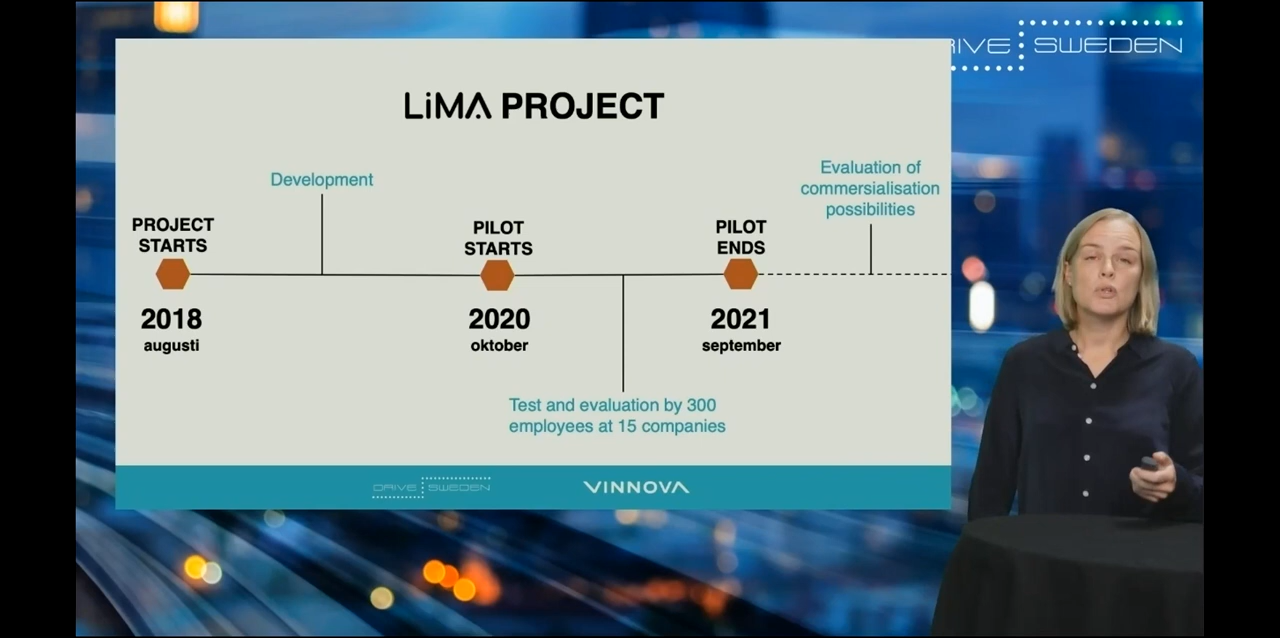 RIVE SWEDEN
LiMA PROJECT
Development
Evaluation of
commersialisation
possibilities
PROJECT
STARTS
PILOT
STARTS
PILOT
ENDS
2018
augusti
2020
oktober
2021
september
Test and evaluation by 300
employees at 15 companies
DRIVE SWEDEN
VINNOVA